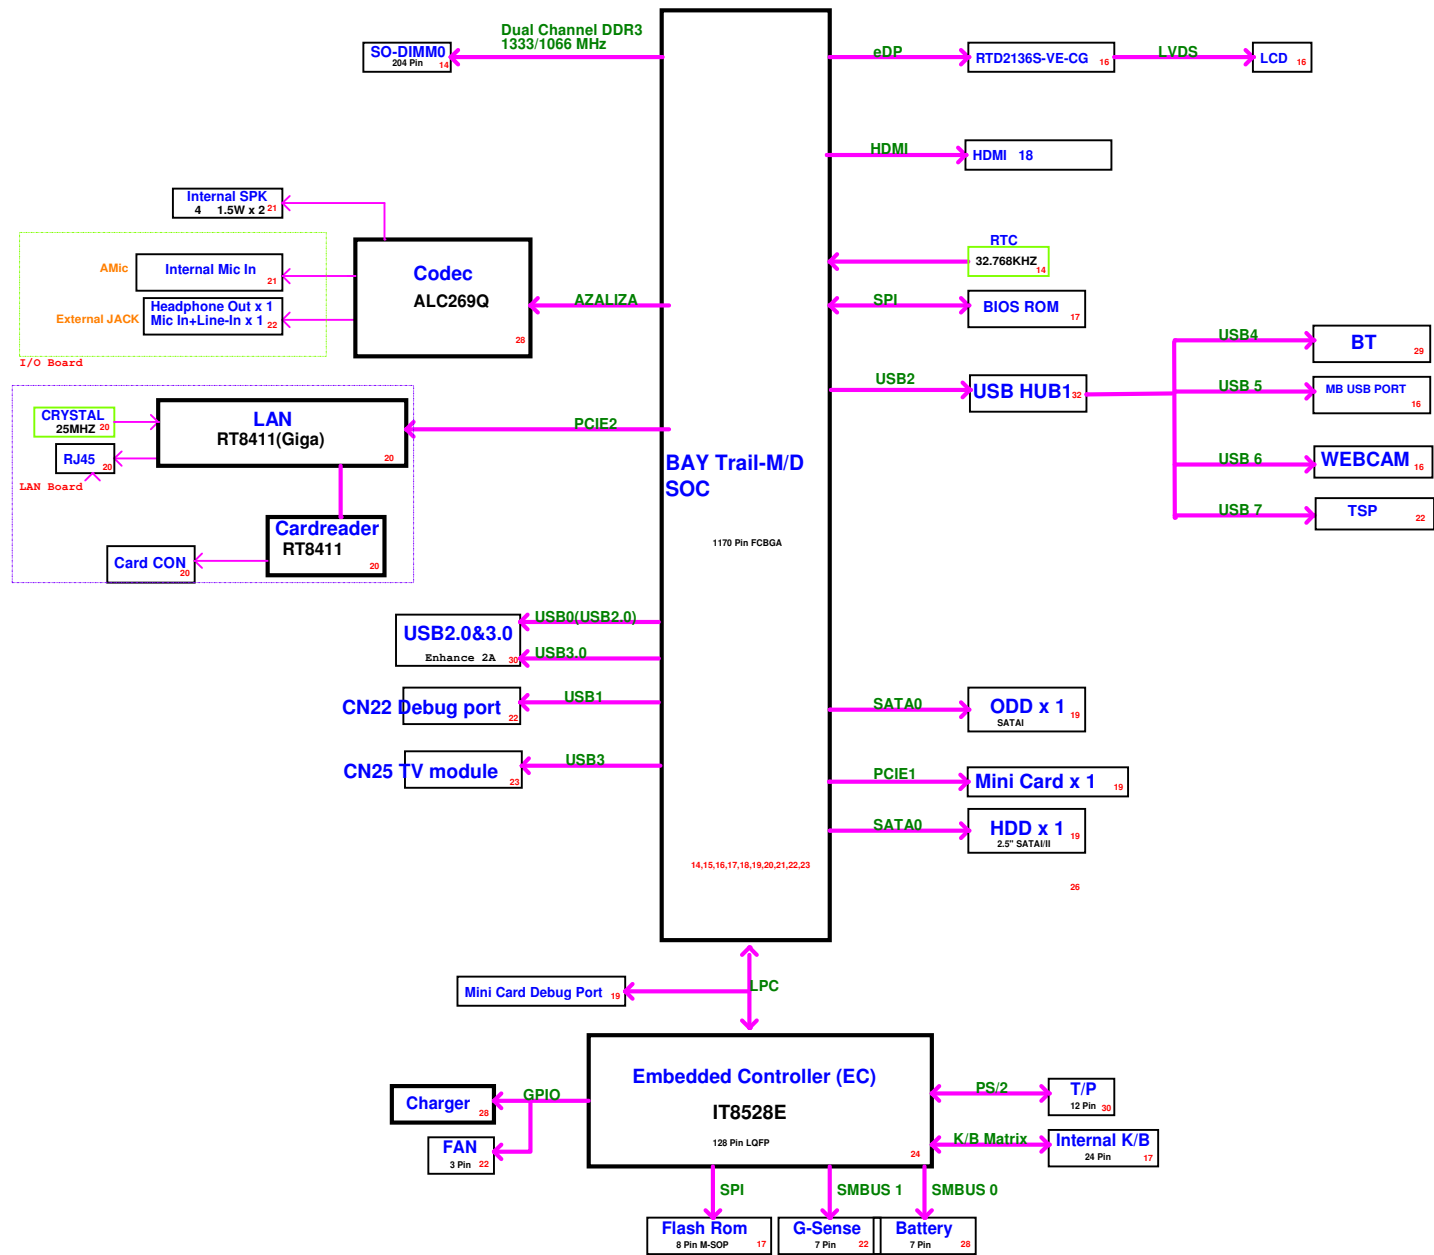 Dual Channel DDR3
1333/1066 MHz
SO-DIMM0
204 Pin 14
eDP
RTD2136S-VE-CG 16
LVDS
LCD 16
HDMI
HDMI 18
Internal SPK
4 1.5W x 2 21
RTC
32.768KHZ
14
AMic
Internal Mic In
21
Codec
ALC269Q
28
AZALIZA
SPI
BIOS ROM
17
External JACK
Headphone Out x 1
Mic In+Line-In x 1 22
I/O Board
USB2
USB HUB1 32
USB4
BT
29
USB 5
MB USB PORT
16
USB 6
WEBCAM 16
USB 7
TSP
22
CRYSTAL
25MHZ 20
LAN
RT8411(Giga)
20
PCIE2
RJ45
20
LAN Board
Cardreader
RT8411
20
Card CON
20
BAY Trail-M/D
SOC
1170 Pin FCBGA
USB0(USB2.0)
USB2.0&3.0
Enhance 2A 30
USB3.0
USB1
CN22 Debug port
22
USB3
CN25 TV module
23
SATA0
ODD x 1 19
SATAI
PCIE1
Mini Card x 1 19
SATA0
HDD x 1 19
2.5" SATAI/II
14,15,16,17,18,19,20,21,22,23
26
LPC
Mini Card Debug Port 19
Embedded Controller (EC)
IT8528E
128 Pin LQFP
24
GPIO
Charger
28
FAN
3 Pin 22
PS/2
T/P
12 Pin 30
K/B Matrix
Internal K/B
24 Pin 17
SPI
SMBUS 1
SMBUS 0
Flash Rom
8 Pin M-SOP 17
G-Sense
7 Pin 22
Battery
7 Pin 28